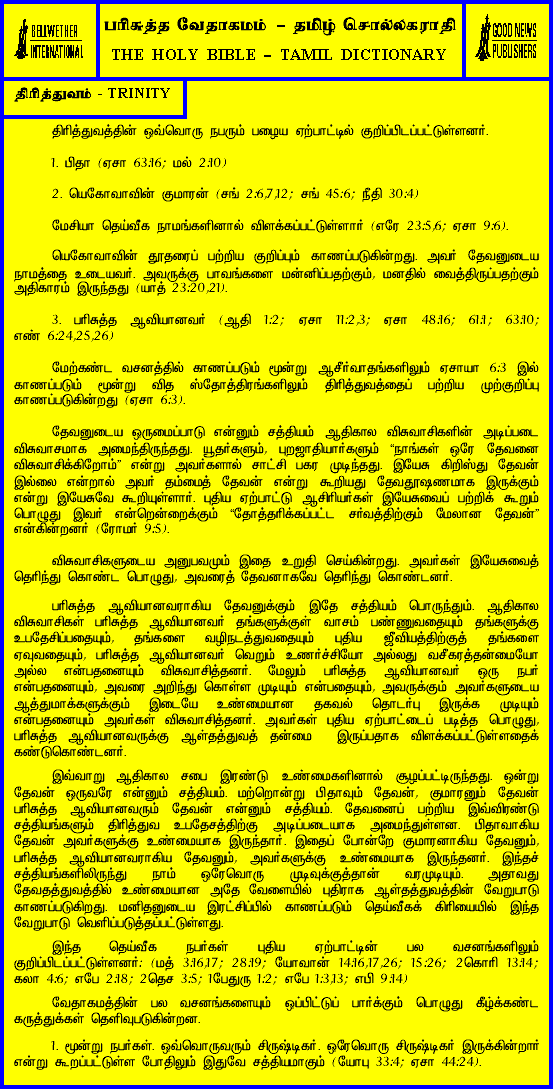 BELLWETHER
INTERNATIONAL
பரிசுத்த வேதாகமம் – தமிழ் சொல்லகராதி
THE HOLY BIBLE – TAMIL DICTIONARY
GOOD NEWS
PUBLISHERS
திரித்துவம் - TRINITY
திரித்துவத்தின் ஒவ்வொரு நபரும் பழைய ஏற்பாட்டில் குறிப்பிடப்பட்டுள்ளனர்.
1. பிதா (ஏசா 63:16; மல் 2:10)
2. யெகோவாவின் குமாரன் (சங் 2:6,7,12; சங் 45:6; நீதி 30:4)
மேசியா தெய்வீக நாமங்களினால் விளக்கப்பட்டுள்ளார் (எரே 23:5,6; ஏசா 9:6).
யெகோவாவின் தூதரைப் பற்றிய குறிப்பும் காணப்படுகின்றது. அவர் தேவனுடைய
நாமத்தை உடையவர். அவருக்கு பாவங்களை மன்னிப்பதற்கும், மனதில் வைத்திருப்பதற்கும்
அதிகாரம் இருந்தது (யாத் 23:20,21).
3. பரிசுத்த ஆவியானவர் (ஆதி 1:2; ஏசா 11:2,3; ஏசா 48:16; 61:1; 63:10;
எண் 6:24,25,26)
மேற்கண்ட வசனத்தில் காணப்படும் மூன்று ஆசீர்வாதங்களிலும் ஏசாயா 6:3 இல்
காணப்படும் மூன்று வித ஸ்தோத்திரங்களிலும் திரித்துவத்தைப் பற்றிய முற்குறிப்பு
காணப்படுகின்றது (ஏசா 6:3).
தேவனுடைய ஒருமைப்பாடு என்னும் சத்தியம் ஆதிகால விசுவாசிகளின் அடிப்படை
விசுவாசமாக அமைந்திருந்தது. யூதர்களும், புறஜாதியார்களும் “நாங்கள் ஒரே தேவனை
விசுவாசிக்கிறோம்” என்று அவர்களால் சாட்சி பகர முடிந்தது. இயேசு கிறிஸ்து தேவன்
இல்லை என்றால் அவர் தம்மைத் தேவன் என்று கூறியது தேவதூஷணமாக இருக்கும்
என்று இயேசுவே கூறியுள்ளார். புதிய ஏற்பாட்டு ஆசிரியர்கள் இயேசுவைப் பற்றிக் கூறும்
பொழுது இவர் என்றென்றைக்கும் “தோத்தரிக்கப்பட்ட சர்வத்திற்கும் மேலான தேவன்”
என்கின்றனர் (ரோமர் 9:5).
விசுவாசிகளுடைய அனுபவமும் இதை உறுதி செய்கின்றது. அவர்கள் இயேசுவைத்
தெரிந்து கொண்ட பொழுது, அவரைத் தேவனாகவே தெரிந்து கொண்டனர்.
பரிசுத்த ஆவியானவராகிய தேவனுக்கும் இதே சத்தியம் பொருந்தும். ஆதிகால
விசுவாசிகள் பரிசுத்த ஆவியானவர் தங்களுக்குள் வாசம் பண்ணுவதையும் தங்களுக்கு
உபதேசிப்பதையும், தங்களை வழிநடத்துவதையும் புதிய ஜீவியத்திற்குத் தங்களை
ஏவுவதையும், பரிசுத்த ஆவியானவர் வெறும் உணர்ச்சியோ அல்லது வசீகரத்தன்மையோ
அல்ல என்பதனையும் விசுவாசித்தனர். மேலும் பரிசுத்த ஆவியானவர் ஒரு நபர்
என்பதனையும், அவரை அறிந்து கொள்ள முடியும் என்பதையும், அவருக்கும் அவர்களுடைய
ஆத்துமாக்களுக்கும் இடையே உண்மையான தகவல் தொடர்பு இருக்க முடியும்
என்பதனையும் அவர்கள் விசுவாசித்தனர். அவர்கள் புதிய ஏற்பாட்டைப் படித்த பொழுது,
பரிசுத்த ஆவியானவருக்கு ஆள்தத்துவத் தன்மை இருப்பதாக விளக்கப்பட்டுள்ளதைக்
கண்டுகொண்டனர்.
இவ்வாறு ஆதிகால சபை இரண்டு உண்மைகளினால் சூழப்பட்டிருந்தது. ஒன்று
தேவன் ஒருவரே என்னும் சத்தியம். மற்றொன்று பிதாவும் தேவன், குமாரனும் தேவன்
பரிசுத்த ஆவியானவரும் தேவன் என்னும் சத்தியம். தேவனைப் பற்றிய இவ்விரண்டு
சத்தியங்களும் திரித்துவ உபதேசத்திற்கு அடிப்படையாக அமைந்துள்ளன. பிதாவாகிய
தேவன் அவர்களுக்கு உண்மையாக இருந்தார். இதைப் போன்றே குமாரனாகிய தேவனும்,
பரிசுத்த ஆவியானவராகிய தேவனும், அவர்களுக்கு உண்மையாக இருந்தனர். இந்தச்
சத்தியங்களிலிருந்து நாம் ஒரேவொரு முடிவுக்குத்தான் வரமுடியும். அதாவது
தேவதத்துவத்தில் உண்மையான அதே வேளையில் புதிராக ஆள்தத்துவத்தின் வேறுபாடு
காணப்படுகிறது. மனிதனுடைய இரட்சிப்பில் காணப்படும் தெய்வீகக் கிரியையில் இந்த
வேறுபாடு வெளிப்படுத்தப்பட்டுள்ளது.
இந்த தெய்வீக நபர்கள் புதிய ஏற்பாட்டின் பல வசனங்களிலும்
குறிப்பிடப்பட்டுள்ளனர்: (மத் 3:16,17; 28:19; யோவான் 14:16,17,26; 15:26; 2கொரி 13:14;
கலா 4:6; எபே 2:18; 2தெச 3:5; 1பேதுரு 1:2; எபே 1:3,13; எபி 9:14)
வேதாகமத்தின் பல வசனங்களையும் ஒப்பிட்டுப் பார்க்கும் பொழுது கீழ்க்கண்ட
கருத்துக்கள் தெளிவுபடுகின்றன.
1. மூன்று நபர்கள். ஒவ்வொருவரும் சிருஷ்டிகர். ஒரேவொரு சிருஷ்டிகர் இருக்கின்றார்
என்று கூறப்பட்டுள்ள போதிலும் இதுவே சத்தியமாகும் (யோபு 33:4; ஏசா 44:24).